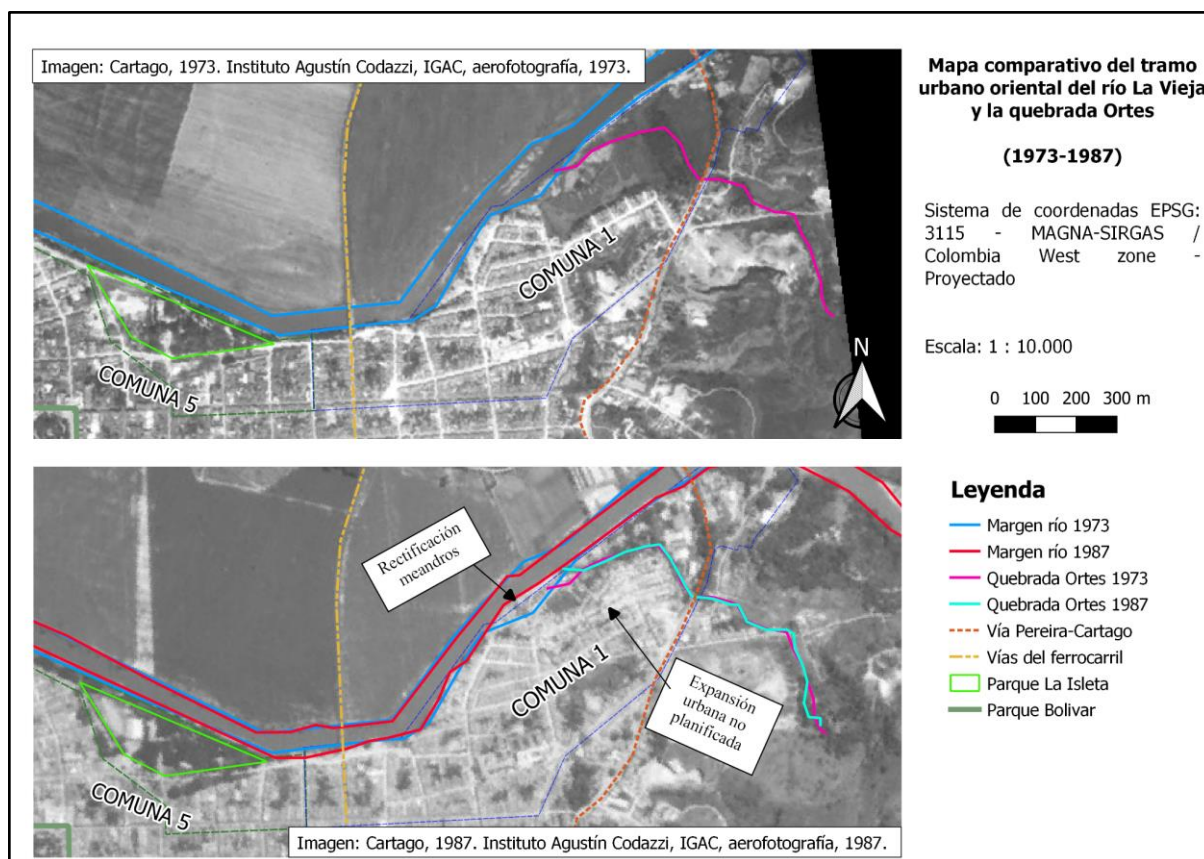 Imagen: Cartago, 1973. Instituto Agustín Codazzi, IGAC, aerofotografía, 1973.
COMUNA 1
COMUNA 5
N
Mapa comparativo del tramo
urbano oriental del río La Vieja
y la quebrada Ortes
(1973-1987)
Sistema de coordenadas EPSG:
3115 - MAGNA-SIRGAS /
Colombia West zone -
Proyectado
Escala: 1 : 10.000
0 100 200 300 m
Rectificación
meandros
COMUNA 1
Expansión
urbana no
planificada
COMUNA 5
Imagen: Cartago, 1987. Instituto Agustín Codazzi, IGAC, aerofotografía, 1987.
Leyenda
Margen río 1973
Margen río 1987
Quebrada Ortes 1973
Quebrada Ortes 1987
Vía Pereira-Cartago
Vías del ferrocarril
Parque La Isleta
Parque Bolivar